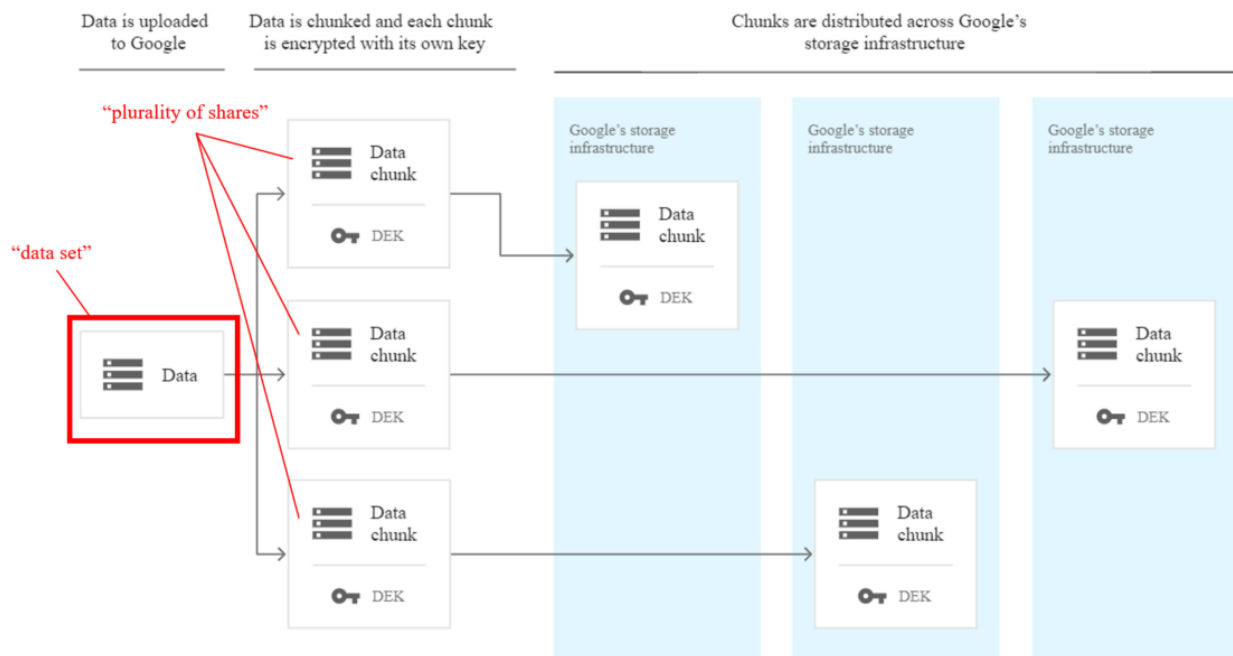 Data is uploaded
to Google
Data is chunked and each chunk
is encrypted with its own key
Chunks are distributed across Google’s
storage infrastructure
“plurality of shares”
“data set”
Data
Data
chunk
DEK
Data
chunk
DEK
Data
chunk
DEK
Google’s storage
infrastructure
Data
chunk
DEK
Google’s storage
infrastructure
Data
chunk
DEK
Google’s storage
infrastructure
Data
chunk
DEK